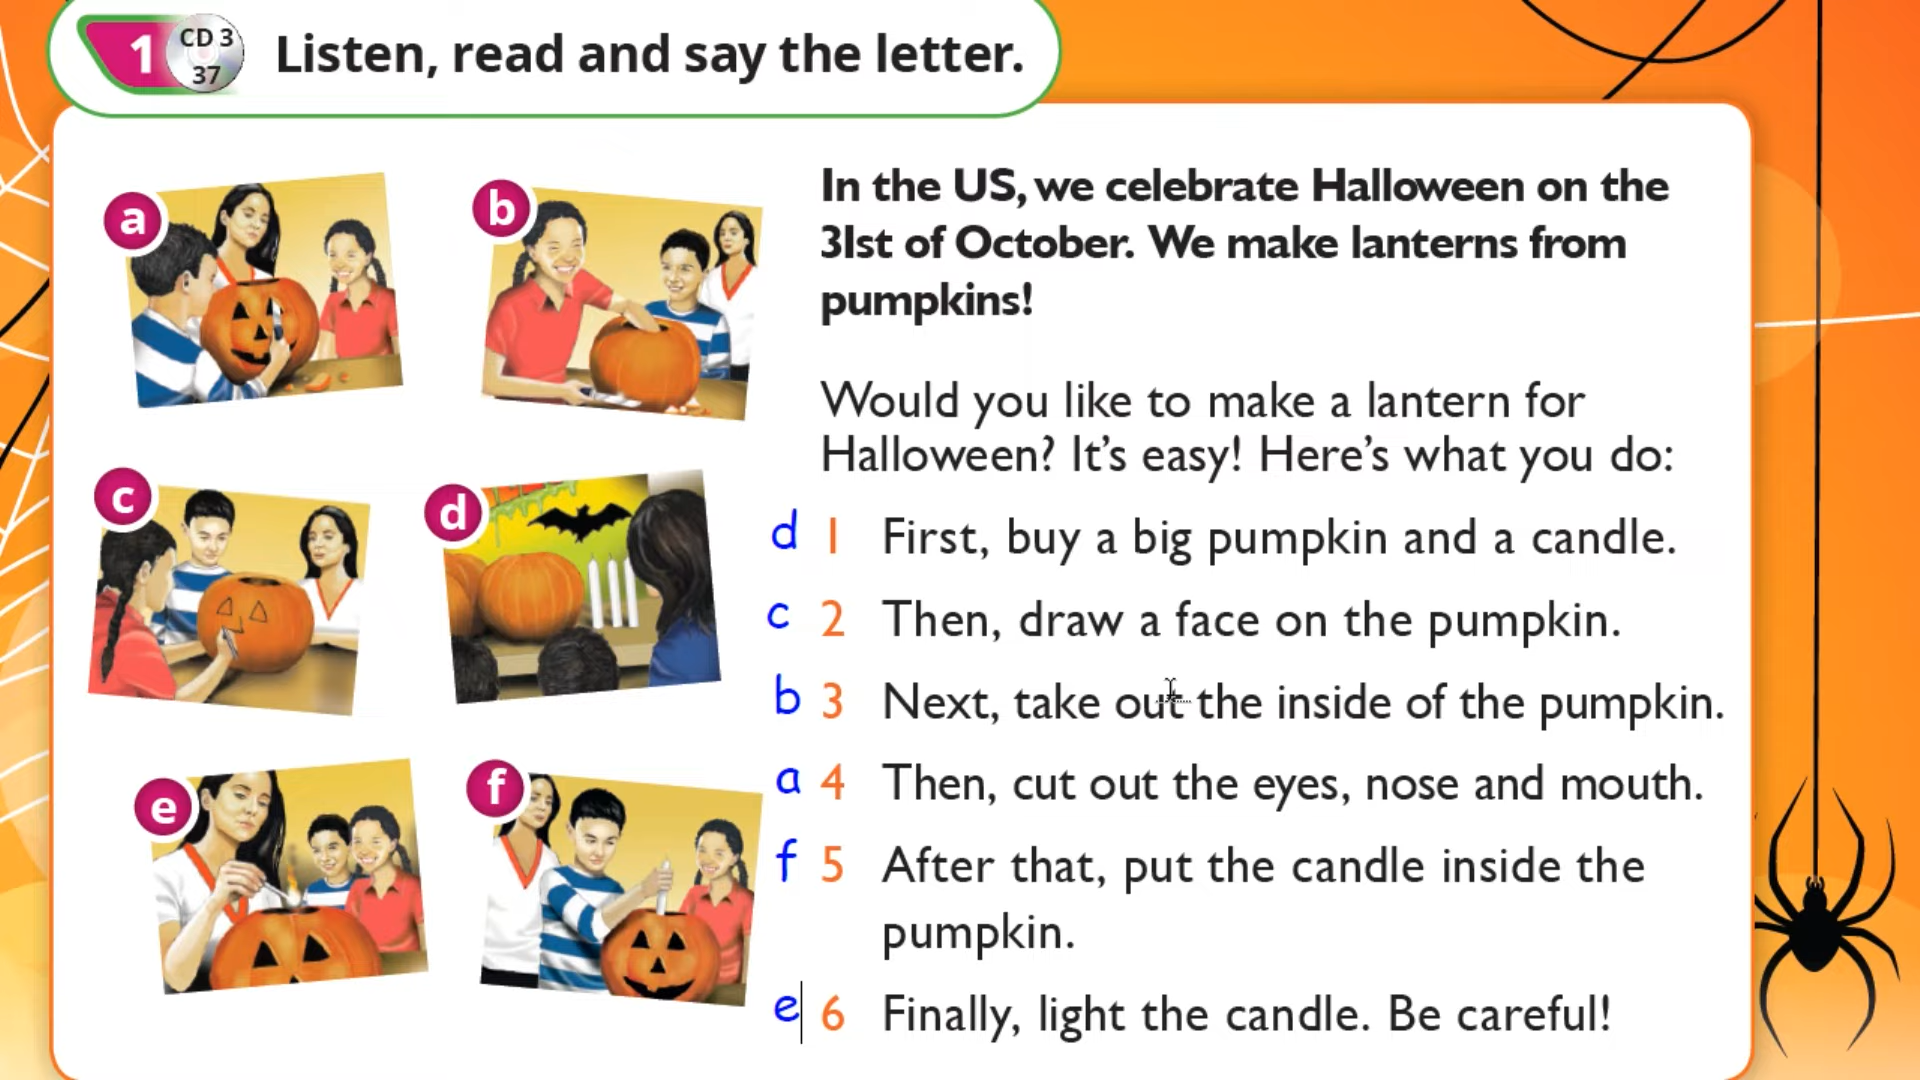 1 CD 3 37 Listen, read and say the letter.
a
b
c
d
e
f
In the US, we celebrate Halloween on the
31st of October. We make lanterns from
pumpkins!
Would you like to make a lantern for
Halloween? It's easy! Here's what you do:
d 1 First, buy a big pumpkin and a candle.
c 2 Then, draw a face on the pumpkin.
b 3 Next, take out the inside of the pumpkin.
a 4 Then, cut out the eyes, nose and mouth.
f 5 After that, put the candle inside the
pumpkin.
e 6 Finally, light the candle. Be careful!